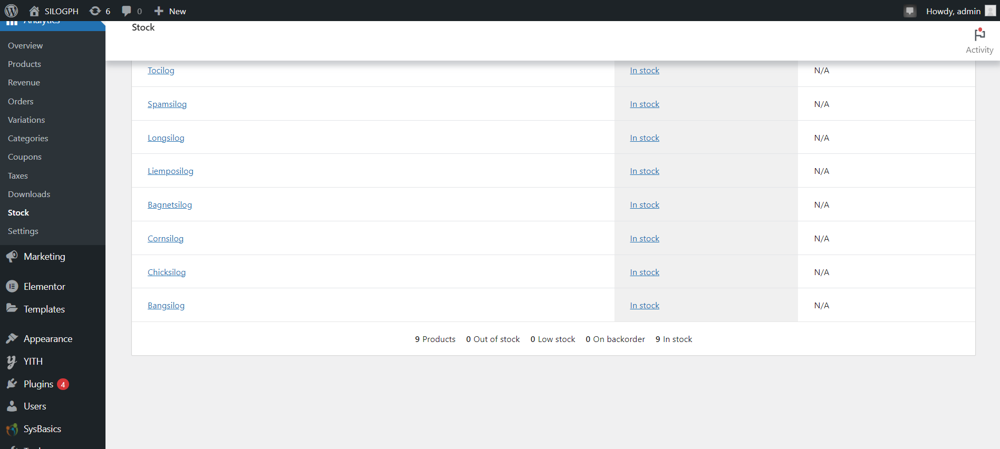 SILOGPH 6 0 New Howdy, admin
Analytics
Overview
Products
Revenue
Orders
Variations
Categories
Coupons
Taxes
Downloads
Stock
Settings
Marketing
Elementor
Templates
Appearance
YITH
Plugins 4
Users
SysBasics
Stock
Activity
Tocilog In stock N/A
Spamsilog In stock N/A
Longsilog In stock N/A
Liemposilog In stock N/A
Bagnetsilog In stock N/A
Cornsilog In stock N/A
Chicksilog In stock N/A
Bangsilog In stock N/A
9 Products 0 Out of stock 0 Low stock 0 On backorder 9 In stock